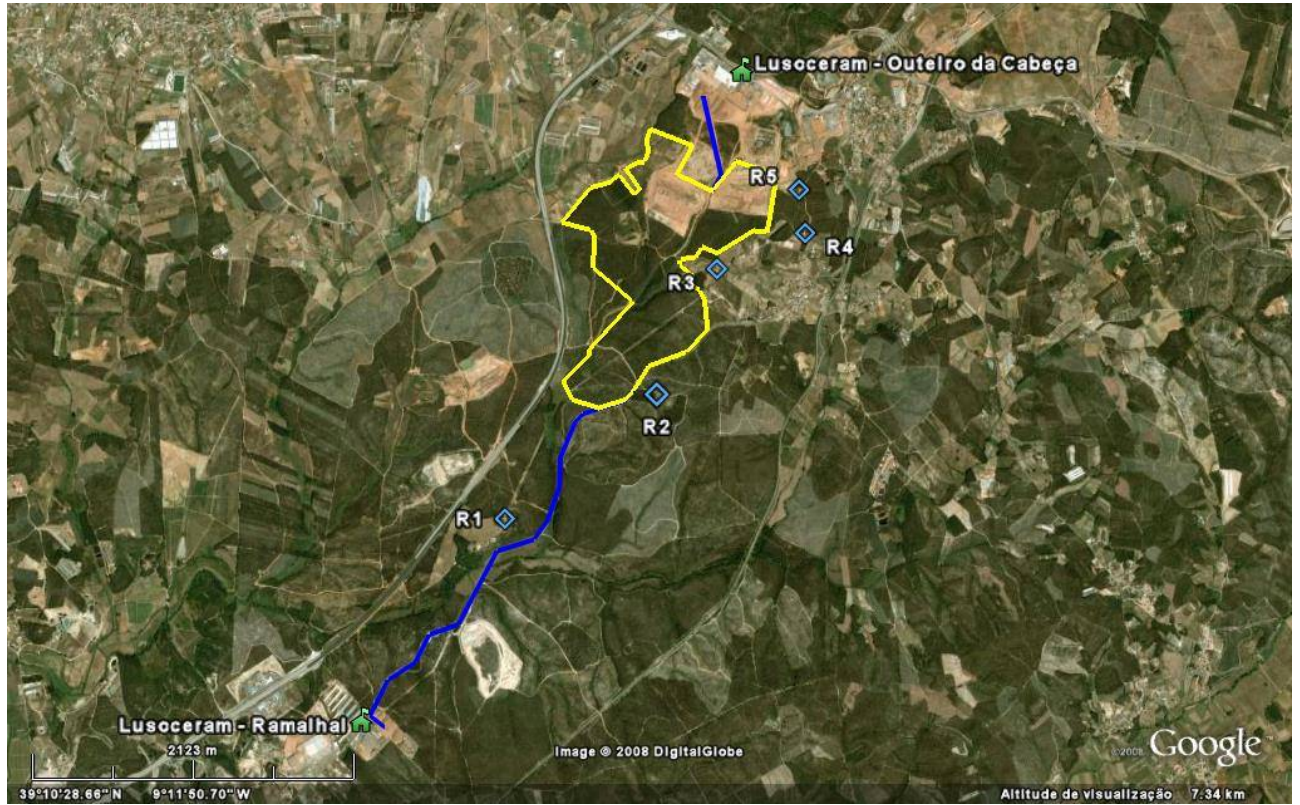 Lusoceram - Outeiro da Cabeça
R5
R4
R3
R2
R1
Lusoceram - Ramalhal
2123 m
Image © 2008 DigitalGlobe
©2008 Google™
39°10'28.66" N 9°11'50.70" W
Altitude de visualização 7.34 km